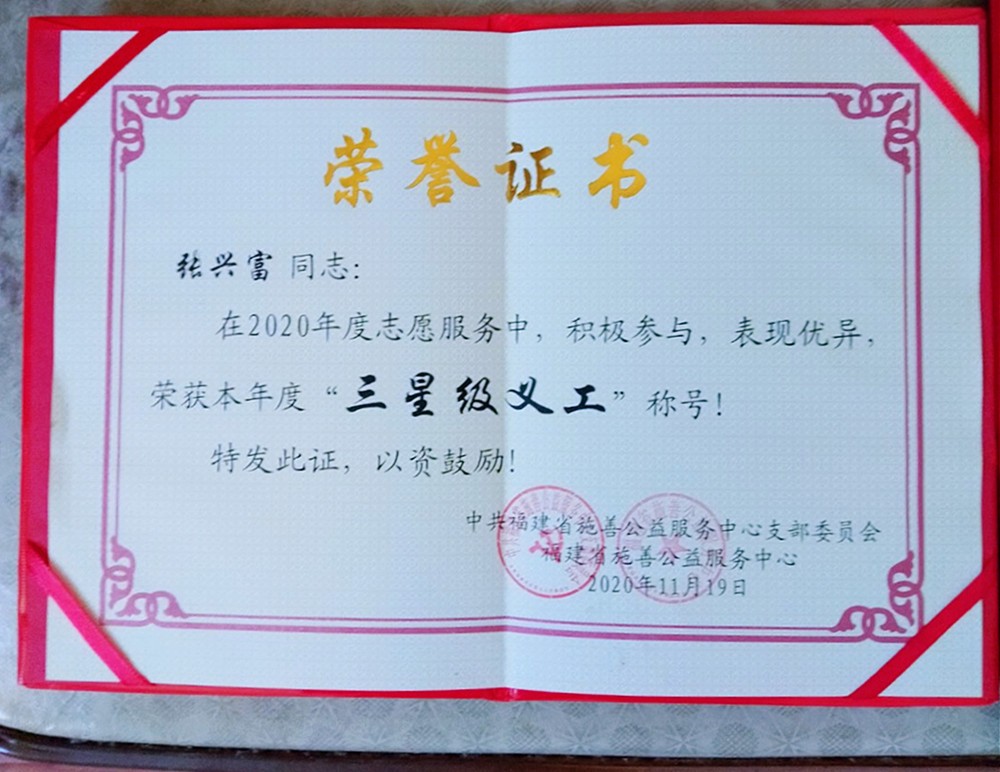 荣誉证书
张兴富 同志：
在2020年度志愿服务中，积极参与，表现优异，
荣获本年度“三星级义工”称号！
特发此证，以资鼓励！
中共福建省施善公益服务中心支部委员会
福建省施善公益服务中心
2020年11月19日